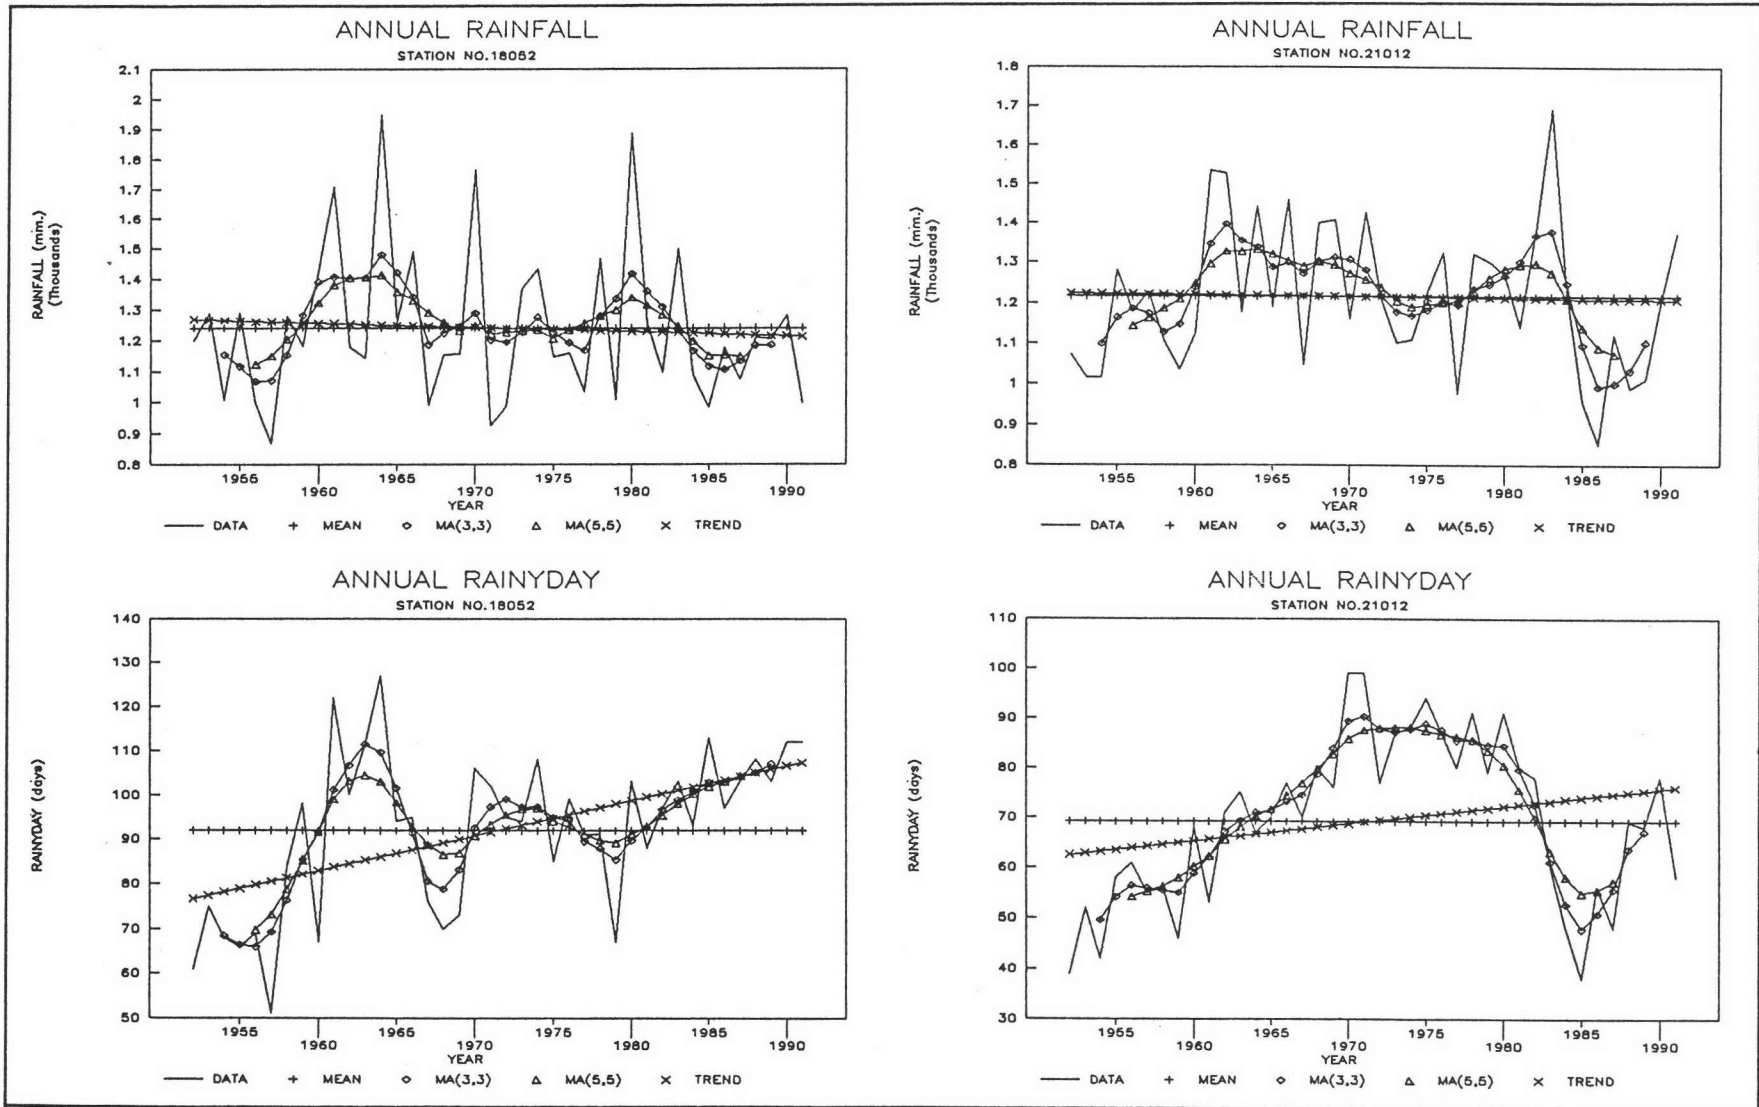 ANNUAL RAINFALL
STATION NO.18052
2.1
2
1.9
1.8
1.7
1.6
1.5
1.4
1.3
1.2
1.1
1
0.9
0.8
RAINFALL (mm.)
(Thousands)
1955 1960 1965 1970 1975 1980 1985 1990
YEAR
DATA MEAN MA(3,3) MA(5,5) TREND
ANNUAL RAINFALL
STATION NO.21012
1.8
1.7
1.6
1.5
1.4
1.3
1.2
1.1
1
0.9
0.8
RAINFALL (mm.)
(Thousands)
1955 1960 1965 1970 1975 1980 1985 1990
YEAR
DATA MEAN MA(3,3) MA(5,5) TREND
ANNUAL RAINYDAY
STATION NO.18052
140
130
120
110
100
90
80
70
60
50
RAINYDAY (days)
1955 1960 1965 1970 1975 1980 1985 1990
YEAR
DATA MEAN MA(3,3) MA(5,5) TREND
ANNUAL RAINYDAY
STATION NO.21012
110
100
90
80
70
60
50
40
30
RAINYDAY (days)
1955 1960 1965 1970 1975 1980 1985 1990
YEAR
DATA MEAN MA(3,3) MA(5,5) TREND